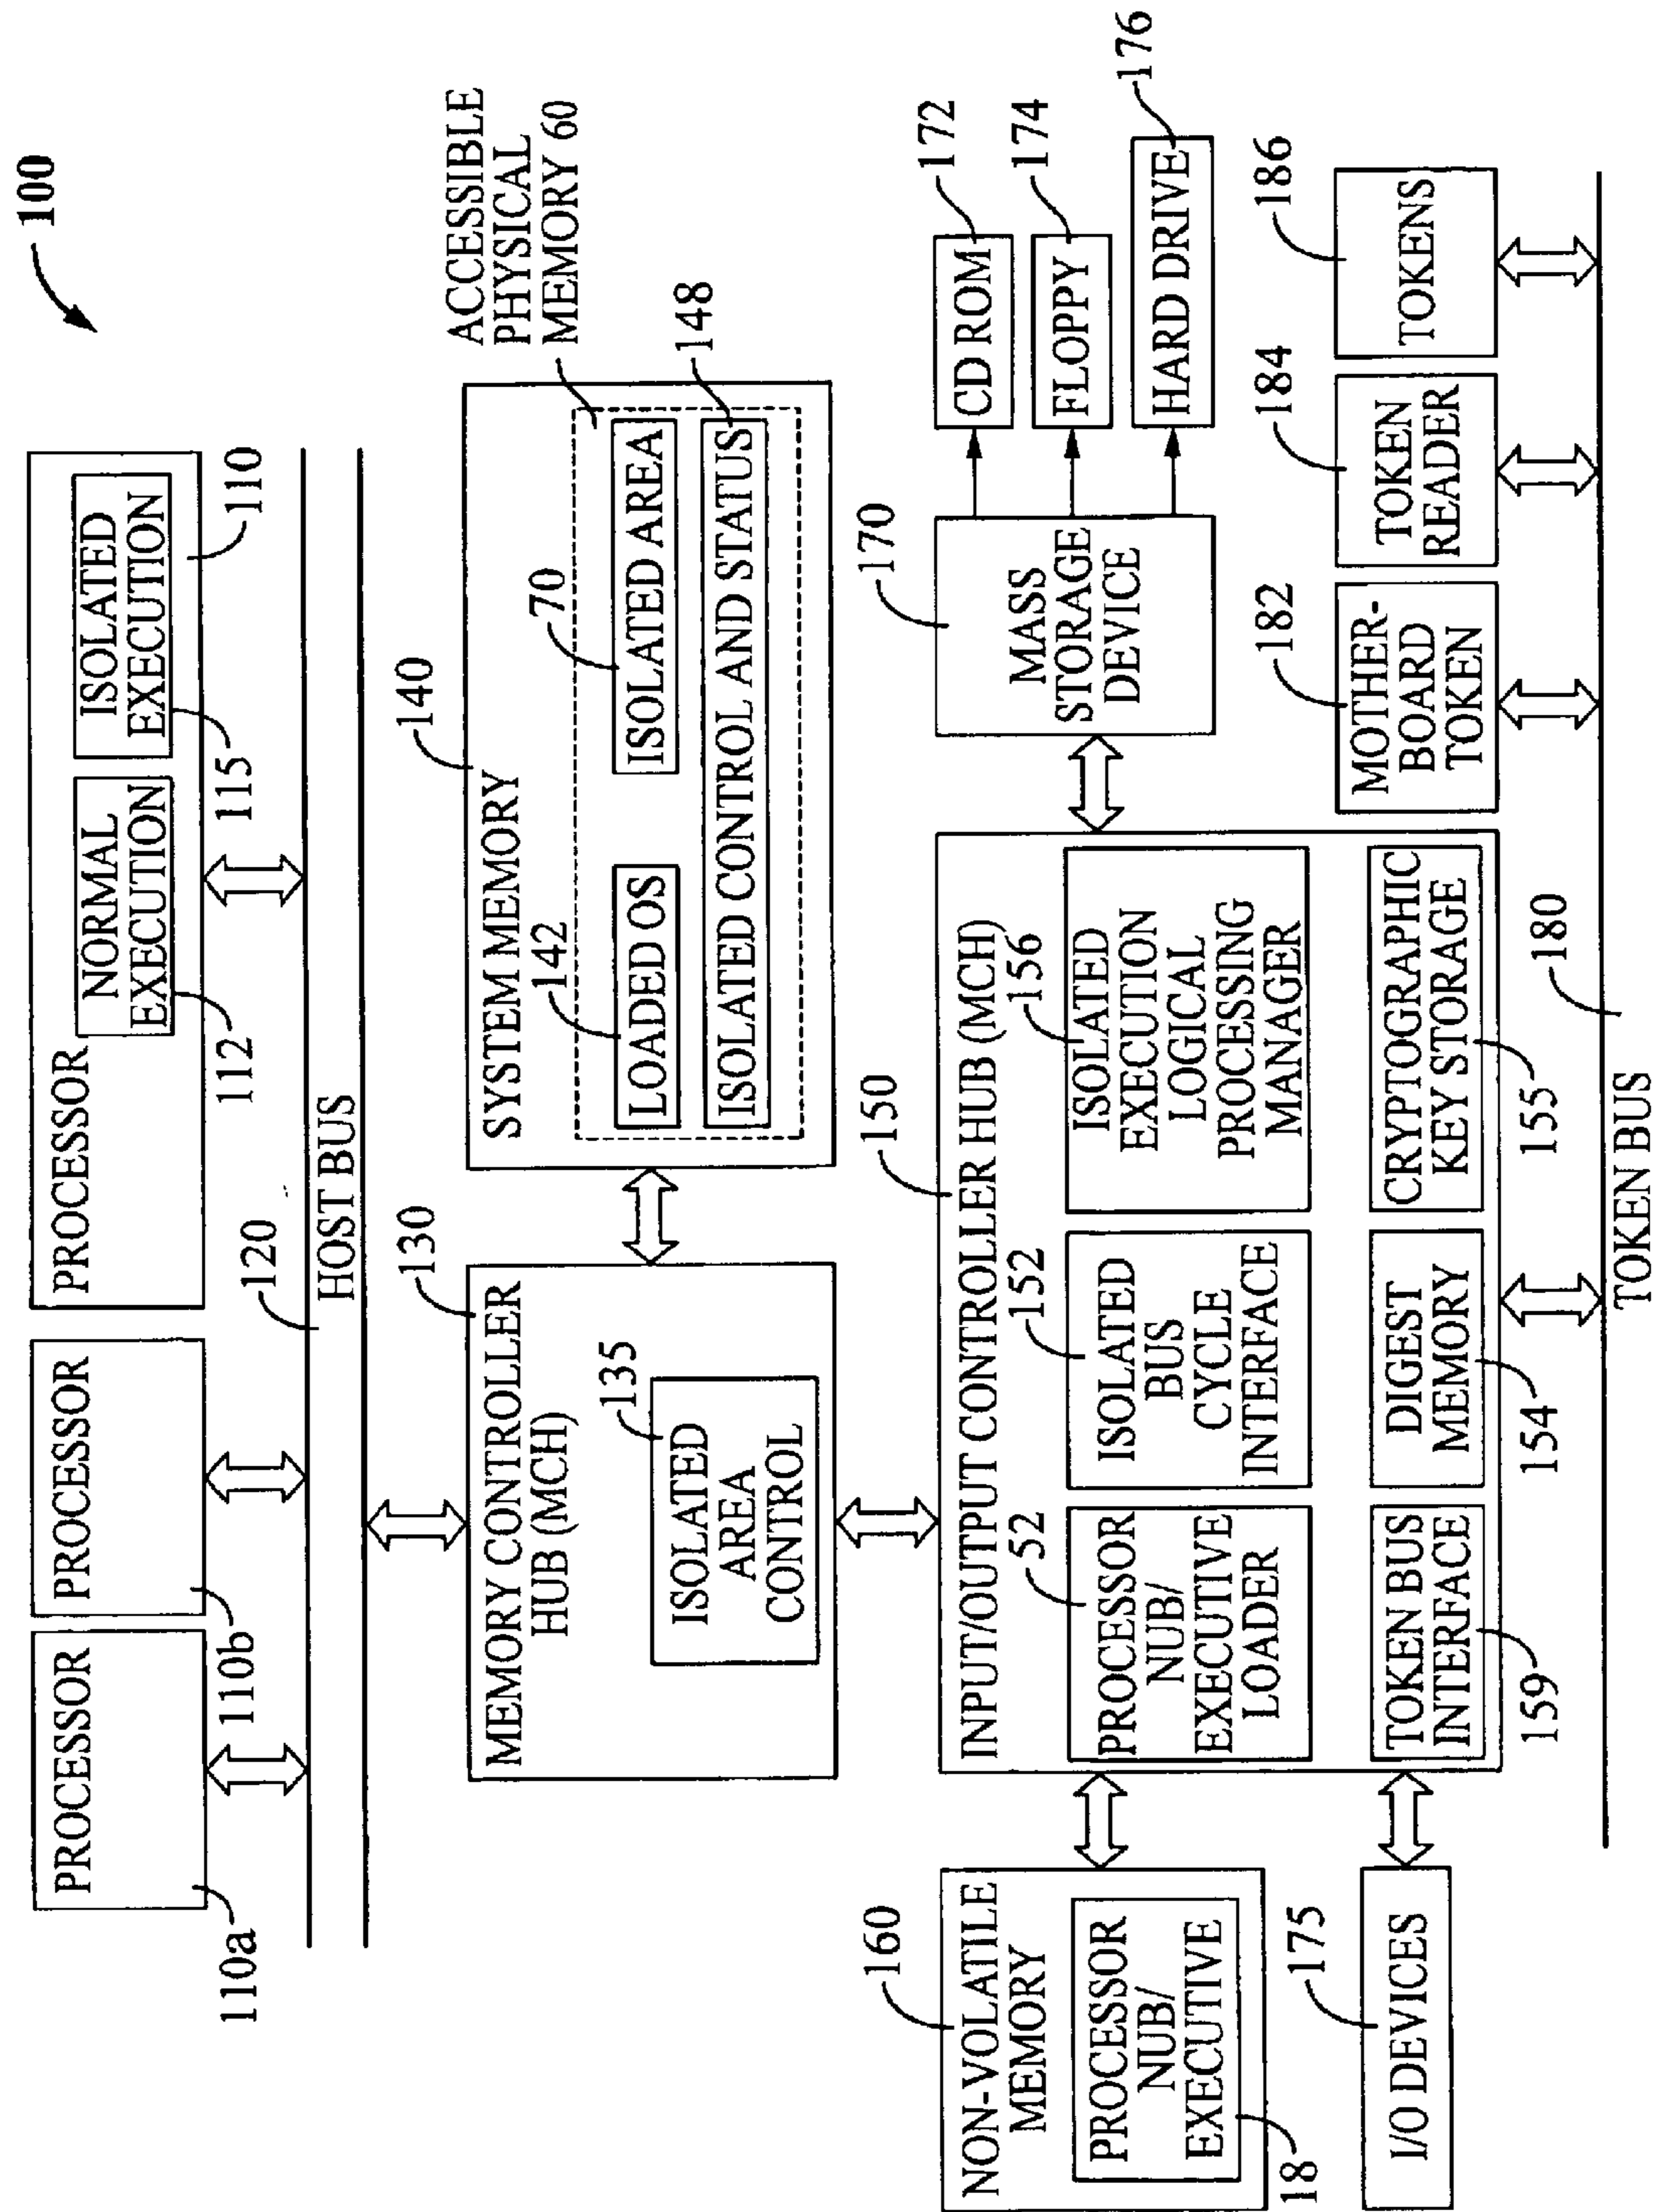 100
PROCESSOR
110a
PROCESSOR
110b
PROCESSOR
NORMAL
EXECUTION
112
ISOLATED
EXECUTION
115
110
120
HOST BUS
130
MEMORY CONTROLLER
HUB (MCH)
135
ISOLATED
AREA
CONTROL
140
SYSTEM MEMORY
142
LOADED OS
70
ISOLATED AREA
ISOLATED CONTROL AND STATUS
148
ACCESSIBLE
PHYSICAL
MEMORY 60
150
INPUT/OUTPUT CONTROLLER HUB (MCH)
52
PROCESSOR
NUB/
EXECUTIVE
LOADER
152
ISOLATED
BUS
CYCLE
INTERFACE
156
ISOLATED
EXECUTION
LOGICAL
PROCESSING
MANAGER
TOKEN BUS
INTERFACE
159
DIGEST
MEMORY
154
CRYPTOGRAPHIC
KEY STORAGE
155
160
NON-VOLATILE
MEMORY
PROCESSOR
NUB/
EXECUTIVE
18
175
I/O DEVICES
170
MASS
STORAGE
DEVICE
CD ROM
172
FLOPPY
174
HARD DRIVE
176
182
MOTHER-
BOARD
TOKEN
184
TOKEN
READER
186
TOKENS
180
TOKEN BUS